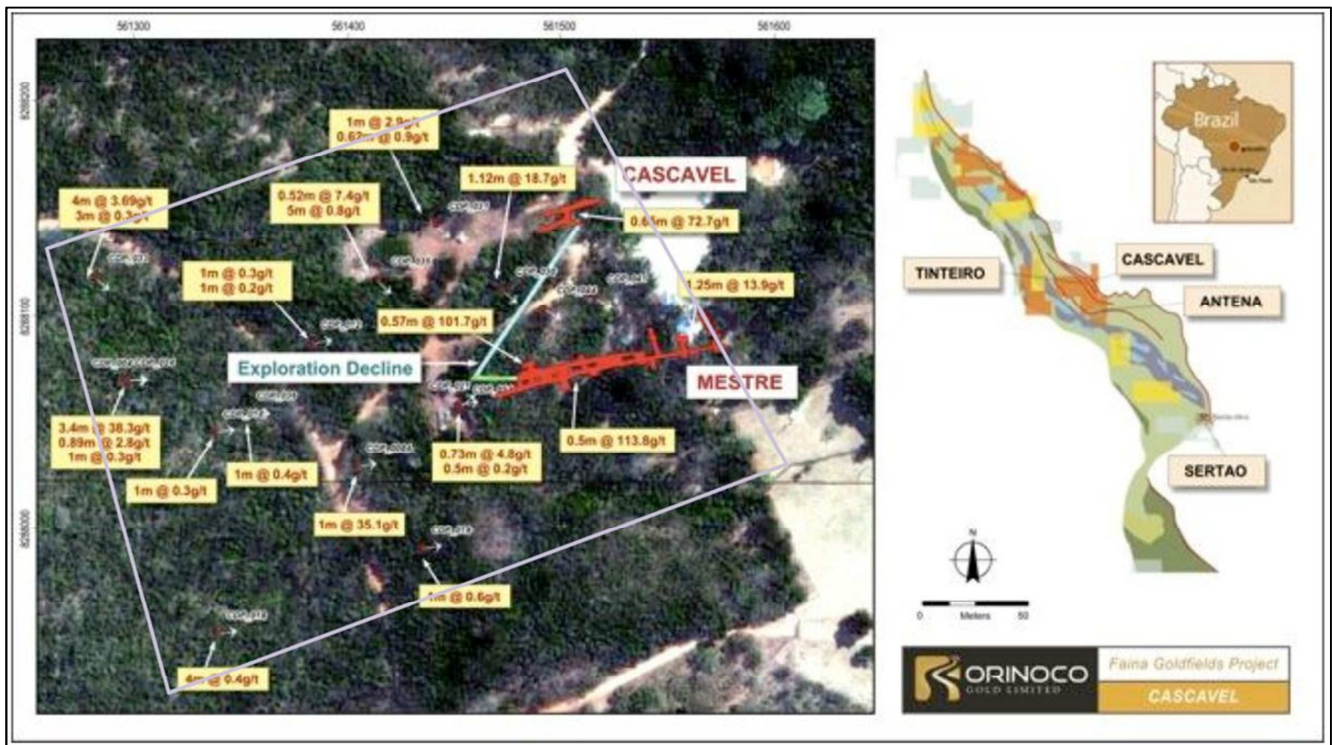 561300 561400 561500 561600
8288200
8288100
8288000
1m @ 2.9g/t
0.62m @ 0.9g/t
1.12m @ 18.7g/t
CASCAVEL
4m @ 3.69g/t
3m @ 0.3g/t
0.52m @ 7.4g/t
5m @ 0.8g/t
72.7g/t
1m @ 0.3g/t
1m @ 0.2g/t
1.25m @ 13.9g/t
0.57m @ 101.7g/t
Exploration Decline
MESTRE
3.4m @ 38.3g/t
0.89m @ 2.8g/t
1m @ 0.3g/t
1m @ 0.4g/t
1m @ 0.3g/t
0.73m @ 4.8g/t
0.5m @ 0.2g/t
0.5m @ 113.8g/t
1m @ 35.1g/t
1m @ 0.6g/t
4m @ 0.4g/t
Brazil
TINTEIRO
CASCAVEL
ANTENA
SERTAO
N
0 Meters 50
ORINOCO
GOLD LIMITED
Faina Goldfields Project
CASCAVEL